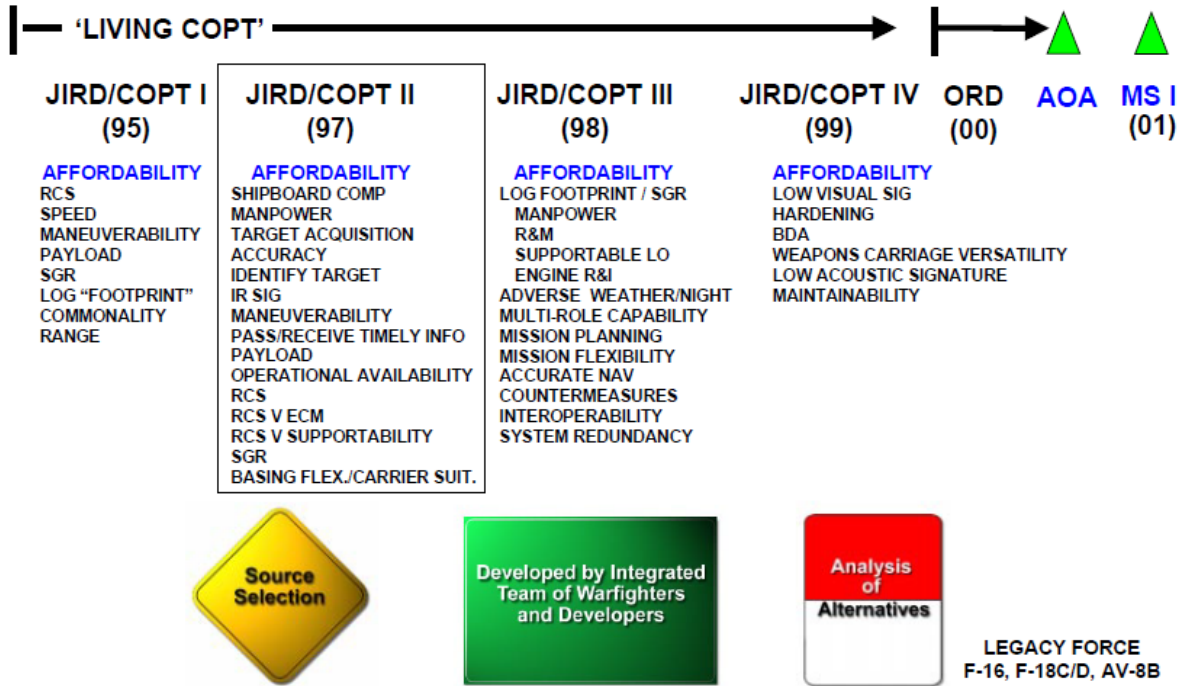 ‘LIVING COPT’
JIRD/COPT I
(95)
AFFORDABILITY
RCS
SPEED
MANEUVERABILITY
PAYLOAD
SGR
LOG “FOOTPRINT”
COMMONALITY
RANGE
JIRD/COPT II
(97)
AFFORDABILITY
SHIPBOARD COMP
MANPOWER
TARGET ACQUISITION
ACCURACY
IDENTIFY TARGET
IR SIG
MANEUVERABILITY
PASS/RECEIVE TIMELY INFO
PAYLOAD
OPERATIONAL AVAILABILITY
RCS
RCS V ECM
RCS V SUPPORTABILITY
SGR
BASING FLEX./CARRIER SUIT.
JIRD/COPT III
(98)
AFFORDABILITY
LOG FOOTPRINT / SGR
MANPOWER
R&M
SUPPORTABLE LO
ENGINE R&I
ADVERSE WEATHER/NIGHT
MULTI-ROLE CAPABILITY
MISSION PLANNING
MISSION FLEXIBILITY
ACCURATE NAV
COUNTERMEASURES
INTEROPERABILITY
SYSTEM REDUNDANCY
JIRD/COPT IV
(99)
AFFORDABILITY
LOW VISUAL SIG
HARDENING
BDA
WEAPONS CARRIAGE VERSATILITY
LOW ACOUSTIC SIGNATURE
MAINTAINABILITY
ORD
(00)
AOA
MS I
(01)
Source
Selection
Developed by Integrated
Team of Warfighters
and Developers
Analysis
of
Alternatives
LEGACY FORCE
F-16, F-18C/D, AV-8B